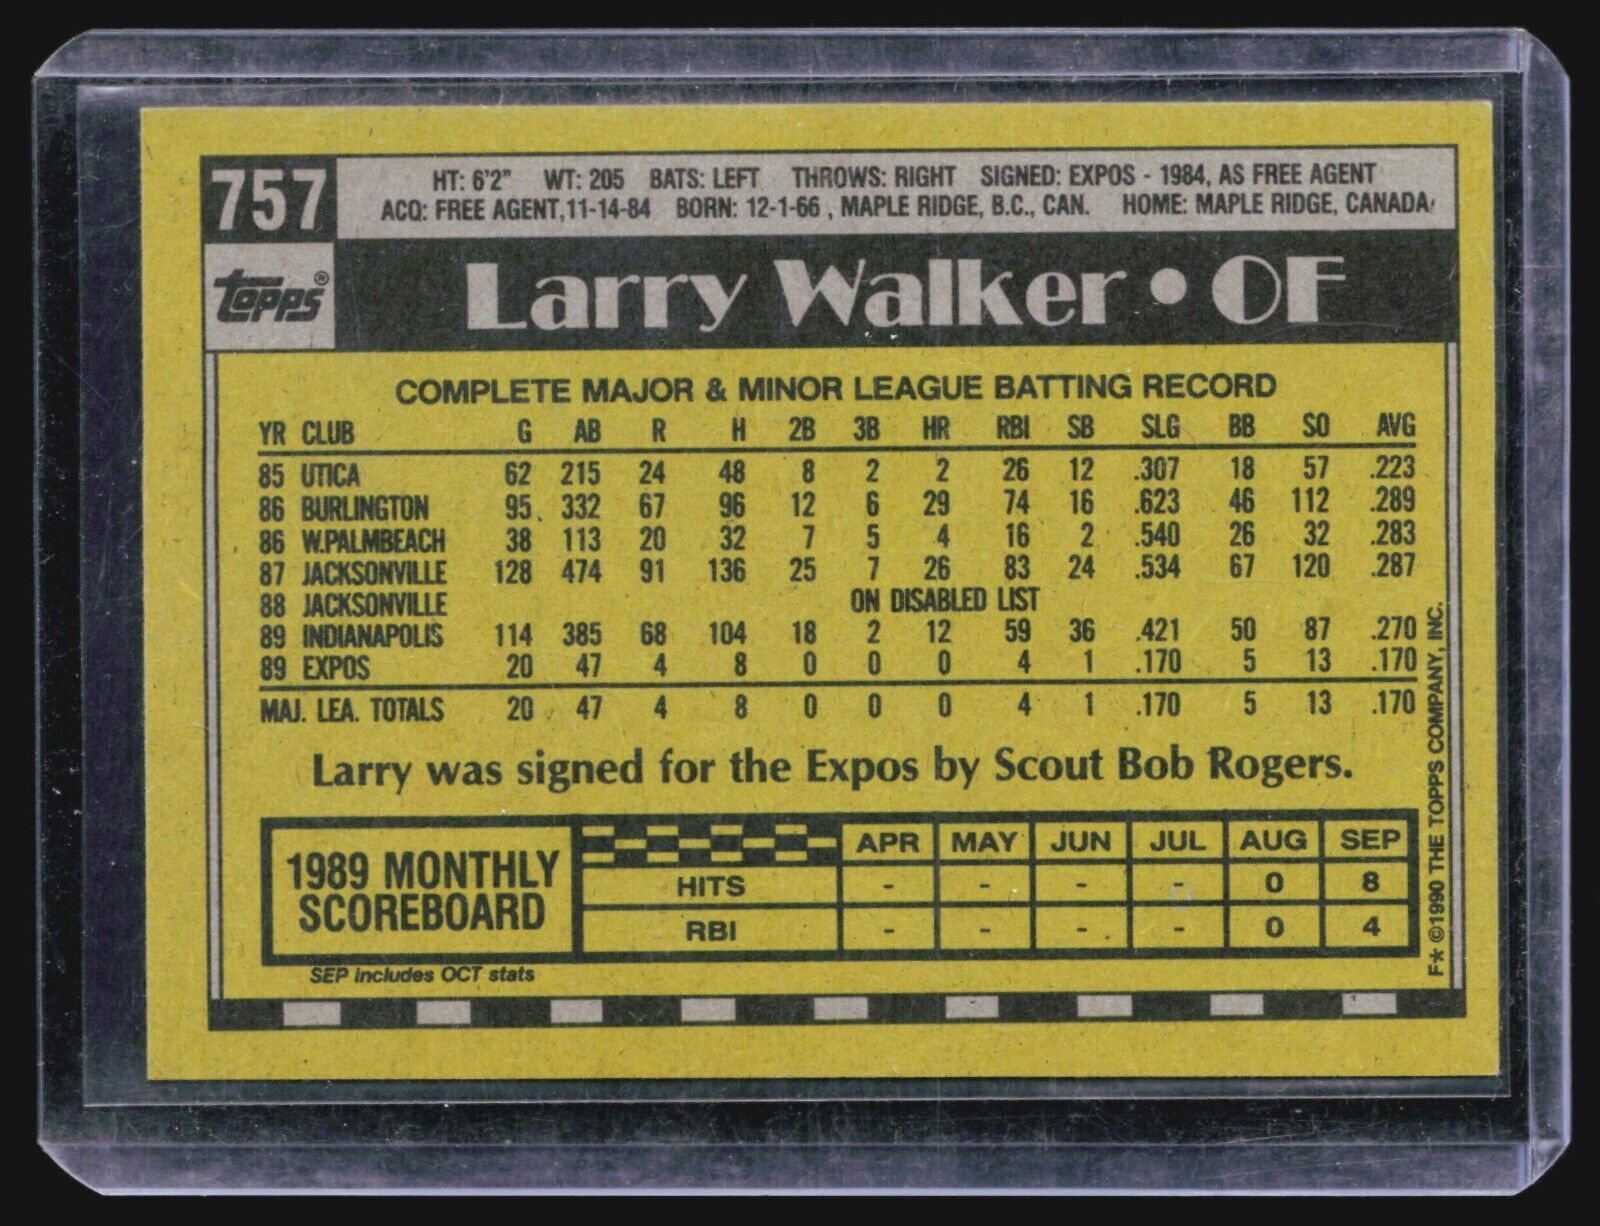 757
HT: 6'2" WT: 205 BATS: LEFT THROWS: RIGHT SIGNED: EXPOS - 1984, AS FREE AGENT
ACQ: FREE AGENT,11-14-84 BORN: 12-1-66 , MAPLE RIDGE, B.C., CAN. HOME: MAPLE RIDGE, CANADA
topps®
Larry Walker • OF
COMPLETE MAJOR & MINOR LEAGUE BATTING RECORD
YR CLUB G AB R H 2B 3B HR RBI SB SLG BB SO AVG
85 UTICA 62 215 24 48 8 2 2 26 12 .307 18 57 .223
86 BURLINGTON 95 332 67 96 12 6 29 74 16 .623 46 112 .289
86 W.PALMBEACH 38 113 20 32 7 5 4 16 2 .540 26 32 .283
87 JACKSONVILLE 128 474 91 136 25 7 26 83 24 .534 67 120 .287
88 JACKSONVILLE ON DISABLED LIST
89 INDIANAPOLIS 114 385 68 104 18 2 12 59 36 .421 50 87 .270
89 EXPOS 20 47 4 8 0 0 0 4 1 .170 5 13 .170
MAJ. LEA. TOTALS 20 47 4 8 0 0 0 4 1 .170 5 13 .170
Larry was signed for the Expos by Scout Bob Rogers.
1989 MONTHLY
SCOREBOARD
APR MAY JUN JUL AUG SEP
HITS - - - - 0 8
RBI - - - - 0 4
SEP includes OCT stats
F* ©1990 THE TOPPS COMPANY, INC.